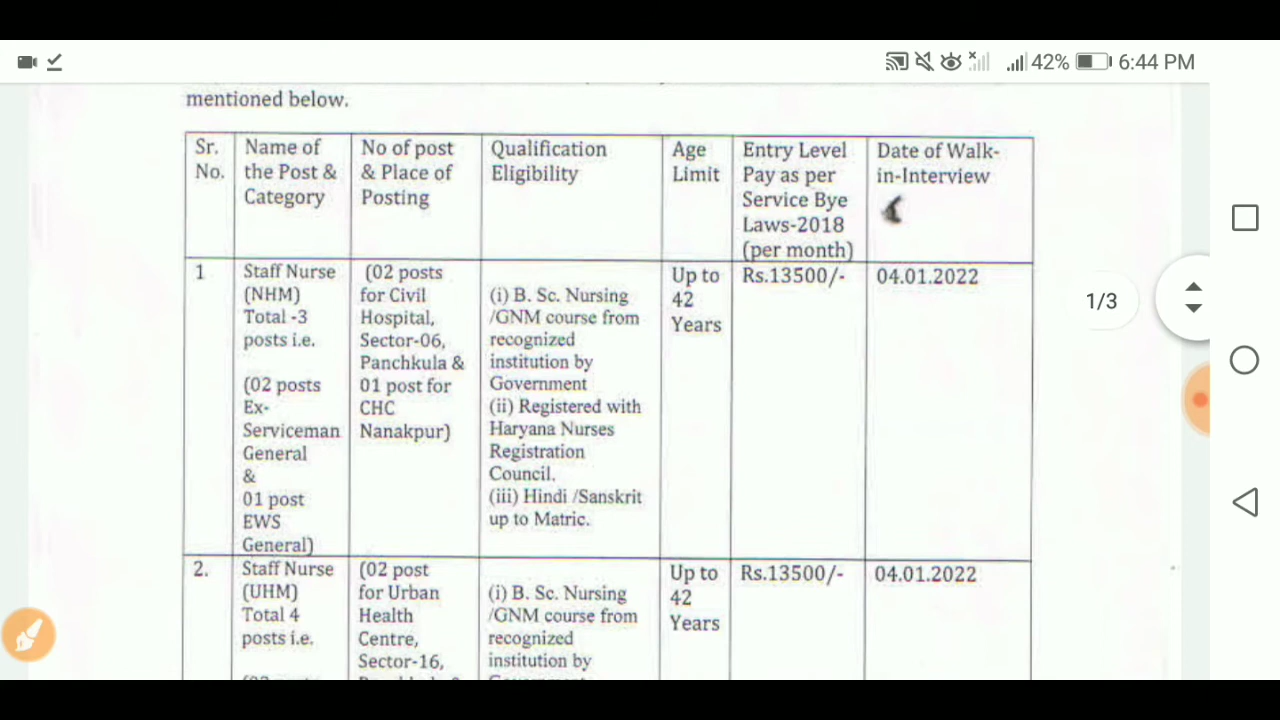 42% 6:44 PM
mentioned below.
Sr. No.
Name of the Post & Category
No of post & Place of Posting
Qualification Eligibility
Age Limit
Entry Level Pay as per Service Bye Laws-2018 (per month)
Date of Walk-in-Interview
1
Staff Nurse
(NHM)
Total -3
posts i.e.
(02 posts
Ex-
Serviceman
General
&
01 post
EWS
General)
(02 posts
for Civil
Hospital,
Sector-06,
Panchkula &
01 post for
CHC
Nanakpur)
(i) B. Sc. Nursing
/GNM course from
recognized
institution by
Government
(ii) Registered with
Haryana Nurses
Registration
Council.
(iii) Hindi /Sanskrit
up to Matric.
Up to
42
Years
Rs.13500/-
04.01.2022
1/3
2.
Staff Nurse
(UHM)
Total 4
posts i.e.
(02 post
for Urban
Health
Centre,
Sector-16,
(i) B. Sc. Nursing
/GNM course from
recognized
institution by
Up to
42
Years
Rs.13500/-
04.01.2022